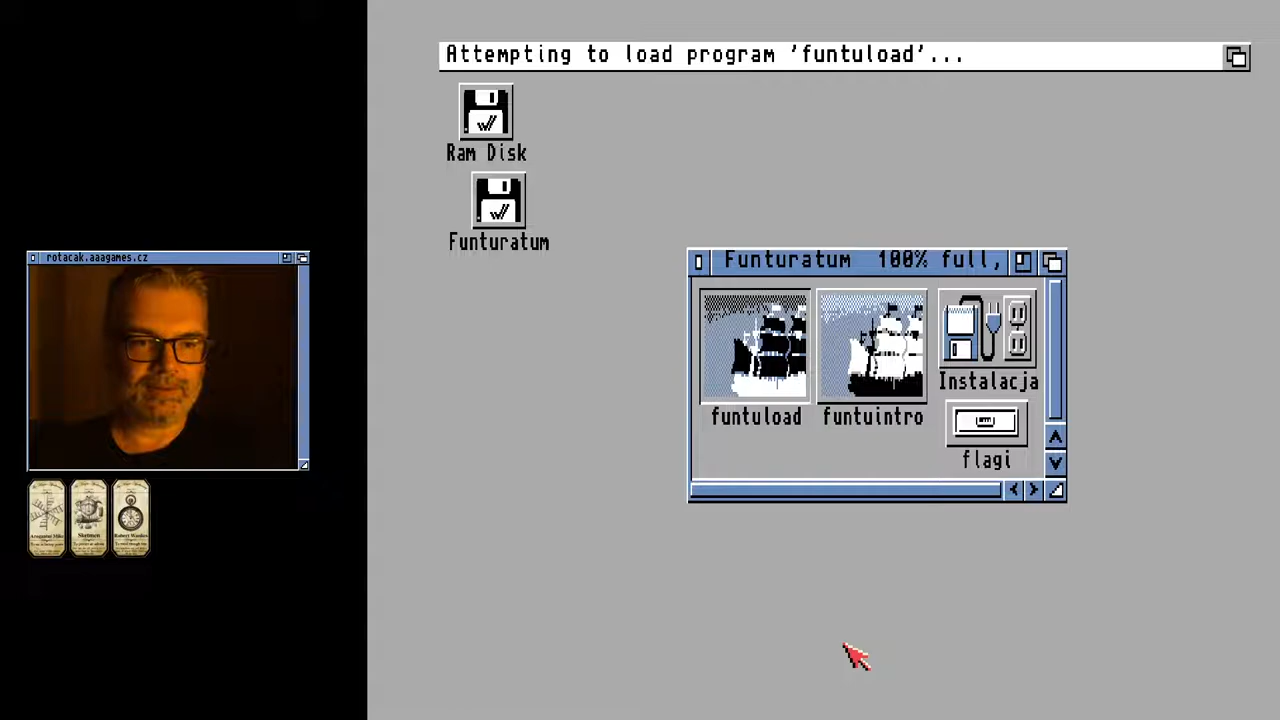 Attempting to load program 'funtuload'...
Ram Disk
Funturatum
rotacak.aaagames.cz
Funturatum 100% full,
funtuload
funtuintro
Instalacja
flagi